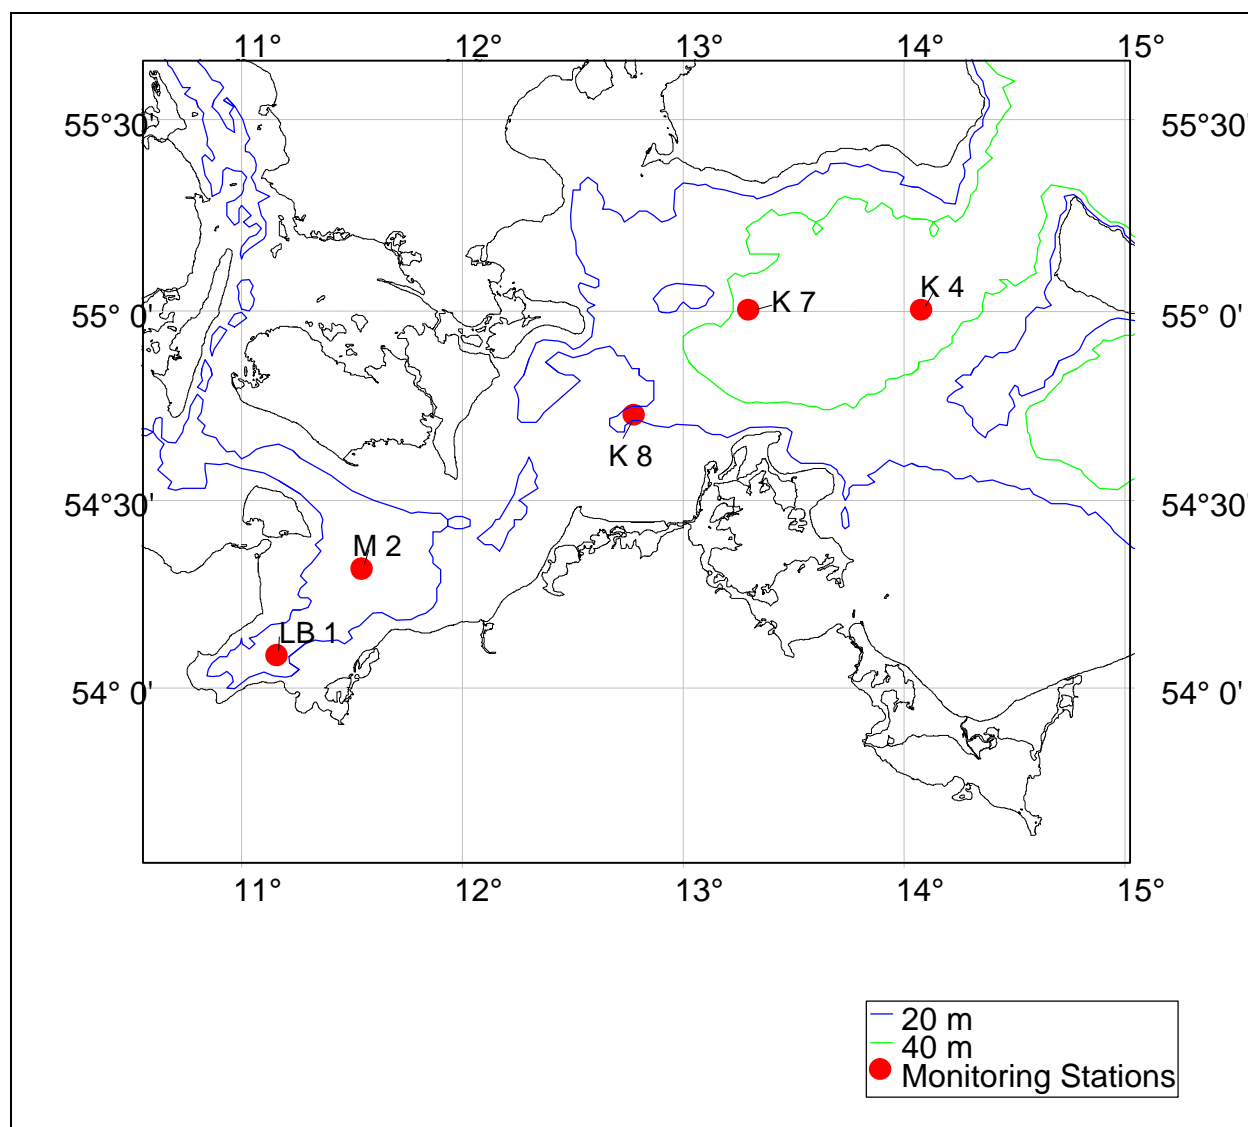 11° 12° 13° 14° 15°
55°30' 55°30'
K 7 K 4
55° 0' 55° 0'
K 8
54°30' 54°30'
M 2
LB 1
54° 0' 54° 0'
11° 12° 13° 14° 15°
20 m
40 m
Monitoring Stations